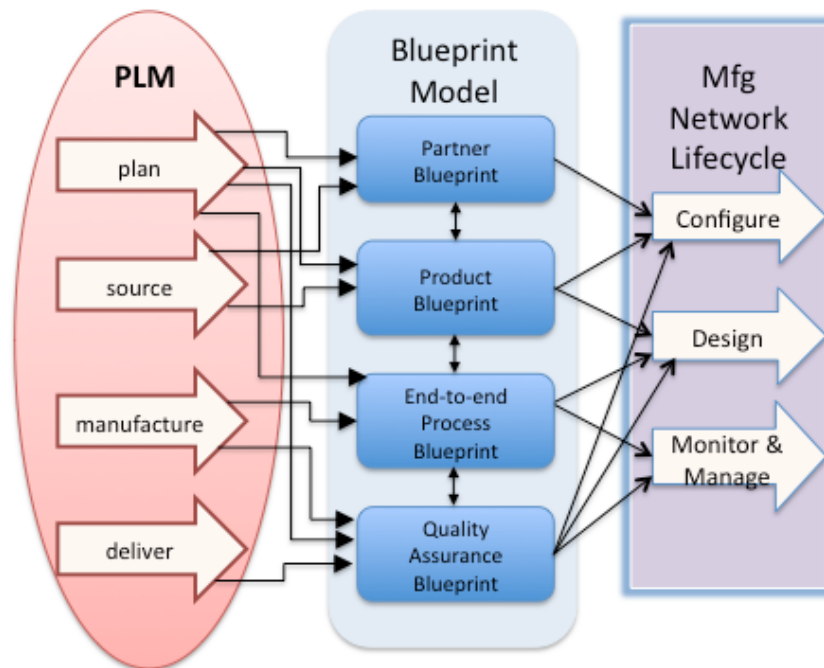 PLM
plan
source
manufacture
deliver
Blueprint
Model
Partner
Blueprint
Product
Blueprint
End-to-end
Process
Blueprint
Quality
Assurance
Blueprint
Mfg
Network
Lifecycle
Configure
Design
Monitor &
Manage